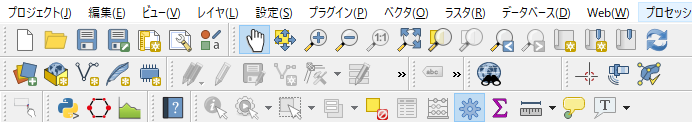 プロジェクト(J) 編集(E) ビュー(V) レイヤ(L) 設定(S) プラグイン(P) ベクタ(O) ラスタ(R) データベース(D) Web(W) プロセッシ
1:1
abc
T